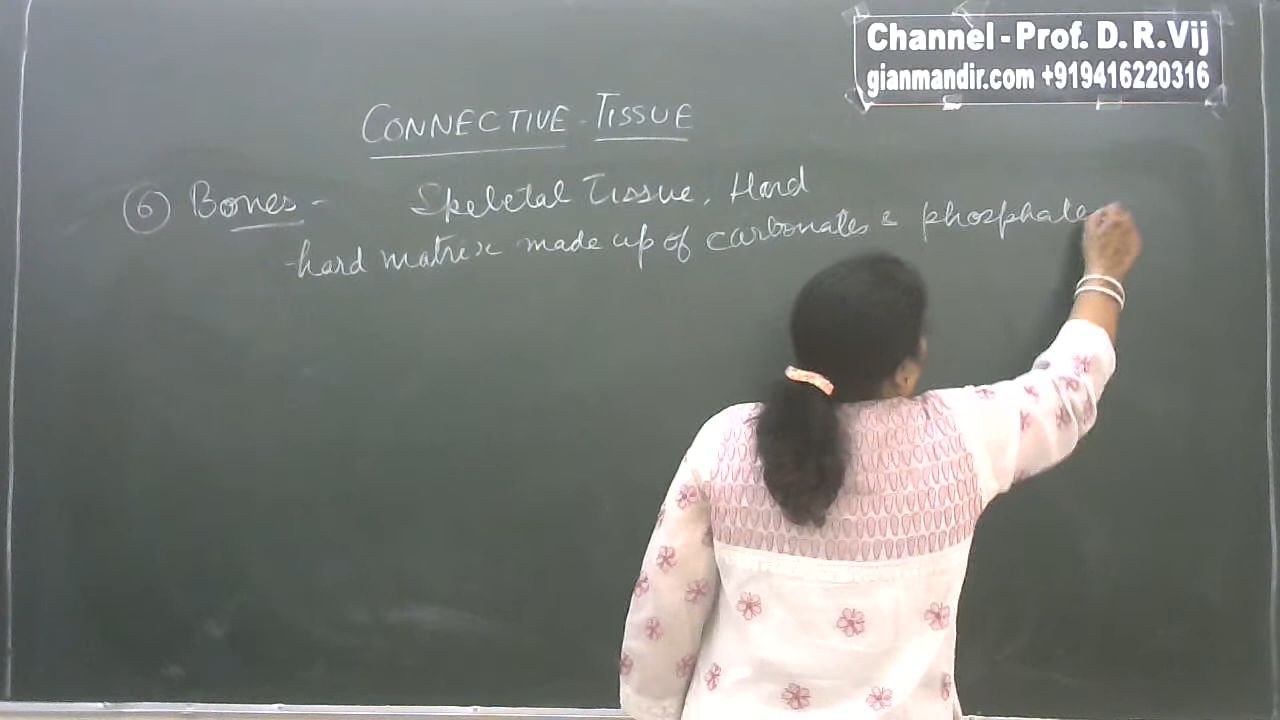 Channel - Prof. D. R. Vij
gianmandir.com +919416220316
CONNECTIVE - TISSUE
⑥ Bones - Skeletal Tissue, Hard
- hard matrix made up of carbonates & phosphate